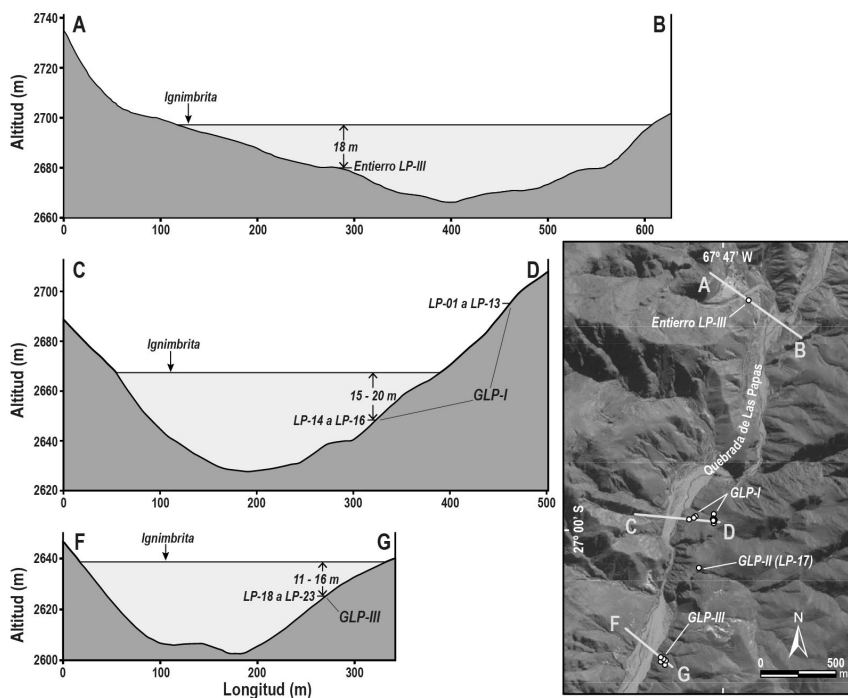 A
B
Altitud (m)
2740
2720
2700
2680
2660
Ignimbrita
18 m
Entierro LP-III
0
100
200
300
400
500
600
C
D
Altitud (m)
2700
2680
2660
2640
2620
Ignimbrita
LP-01 a LP-13
15 - 20 m
GLP-I
LP-14 a LP-16
0
100
200
300
400
500
F
G
Altitud (m)
2640
2620
2600
Ignimbrita
11 - 16 m
LP-18 a LP-23
GLP-III
0
100
200
300
Longitud (m)
67º 47' W
A
Entierro LP-III
B
Quebrada de Las Papas
GLP-I
C
D
27º 00' S
GLP-II (LP-17)
F
GLP-III
G
N
0
500
m